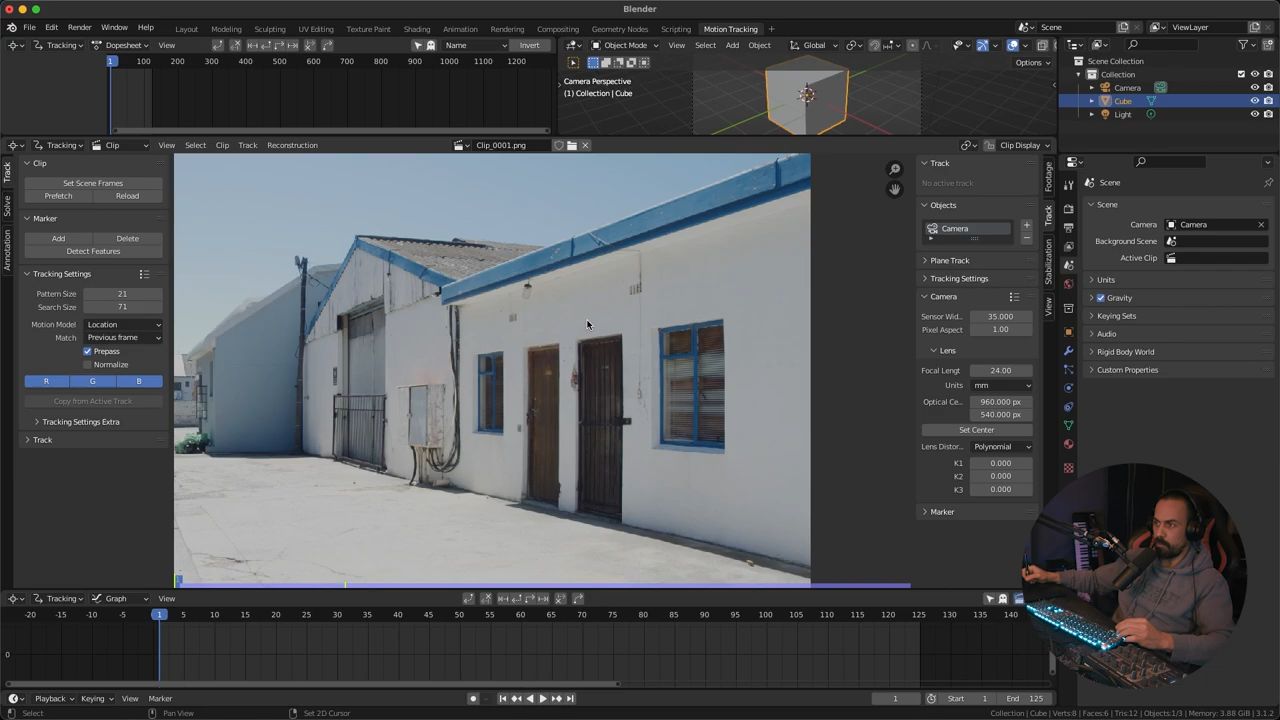 Blender
File Edit Render Window Help Layout Modeling Sculpting UV Editing Texture Paint Shading Animation Rendering Compositing Geometry Nodes Scripting Motion Tracking Scene ViewLayer
Tracking Dopesheet View Name Invert Object Mode View Select Add Object Global
1 100 200 300 400 500 600 700 800 900 1000 1100 1200
Options
Camera Perspective
(1) Collection | Cube
Scene Collection
Collection
Camera
Cube
Light
Tracking Clip View Select Clip Track Reconstruction Clip_0001.png Clip Display
Track
Solve
Annotation
Clip
Set Scene Frames
Prefetch Reload
Marker
Add Delete
Detect Features
Tracking Settings
Pattern Size 21
Search Size 71
Motion Model Location
Match Previous frame
Prepass
Normalize
R G B
Copy from Active Track
Tracking Settings Extra
Track
Track
No active track
Objects
Camera
Plane Track
Tracking Settings
Camera
Sensor Wid... 35.000
Pixel Aspect 1.00
Lens
Focal Lengt 24.00
Units mm
Optical Ce... 960.000 px
540.000 px
Set Center
Lens Distor... Polynomial
K1 0.000
K2 0.000
K3 0.000
Marker
Footage
Track
Stabilization
View
Scene
Scene
Camera Camera
Background Scene
Active Clip
Units
Gravity
Keying Sets
Audio
Rigid Body World
Custom Properties
Tracking Graph View
-20 -15 -10 -5 1 5 10 15 20 25 30 35 40 45 50 55 60 65 70 75 80 85 90 95 100 105 110 115 120 125 130 135 140
0
Playback Keying View Marker 1 Start 1 End 125
Select Pan View Set 2D Cursor Collection | Cube | Verts:8 | Faces:6 | Tris:12 | Objects:1/3 | Memory: 3.88 GiB | 3.1.2